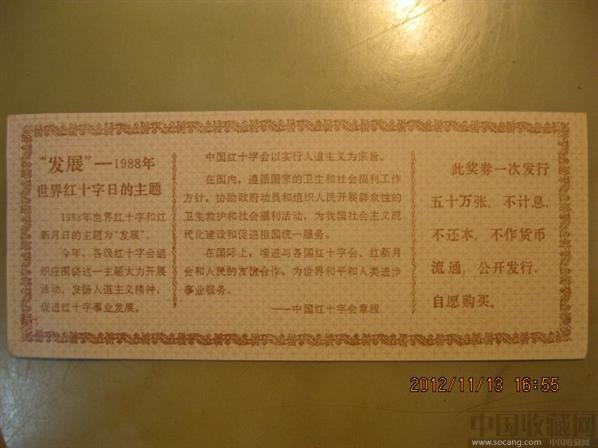 “发展”—1988年
世界红十字日的主题
1988年世界红十字和红
新月日的主题为“发展”。
今年、各级红十字会组
织应围绕这一主题大力开展
活动，发扬人道主义精神，
促进红十字事业发展。
中国红十字会以实行人道主义为宗旨。
在国内，遵循国家的卫生和社会福利工作
方针，协助政府动员和组织人民开展群众性的
卫生救护和社会福利活动，为我国社会主义现
代化建设和促进祖国统一服务。
在国际上，增进与各国红十字会、红新月
会和人民的友谊合作，为世界和平和人类进步
事业服务。
——中国红十字会章程
此奖券一次发行
五十万张，不计息，
不还本，不作货币
流通，公开发行，
自愿购买。
2012/11/13 16:55
中国收藏网
www.socang.com 中国收藏网